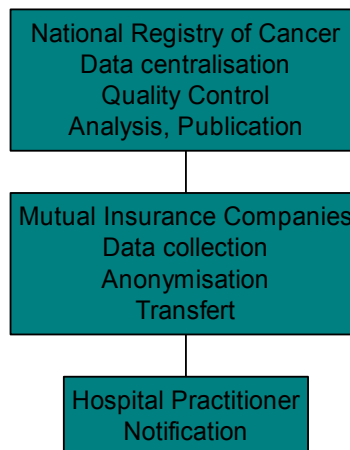 National Registry of Cancer
Data centralisation
Quality Control
Analysis, Publication
Mutual Insurance Companies
Data collection
Anonymisation
Transfert
Hospital Practitioner
Notification